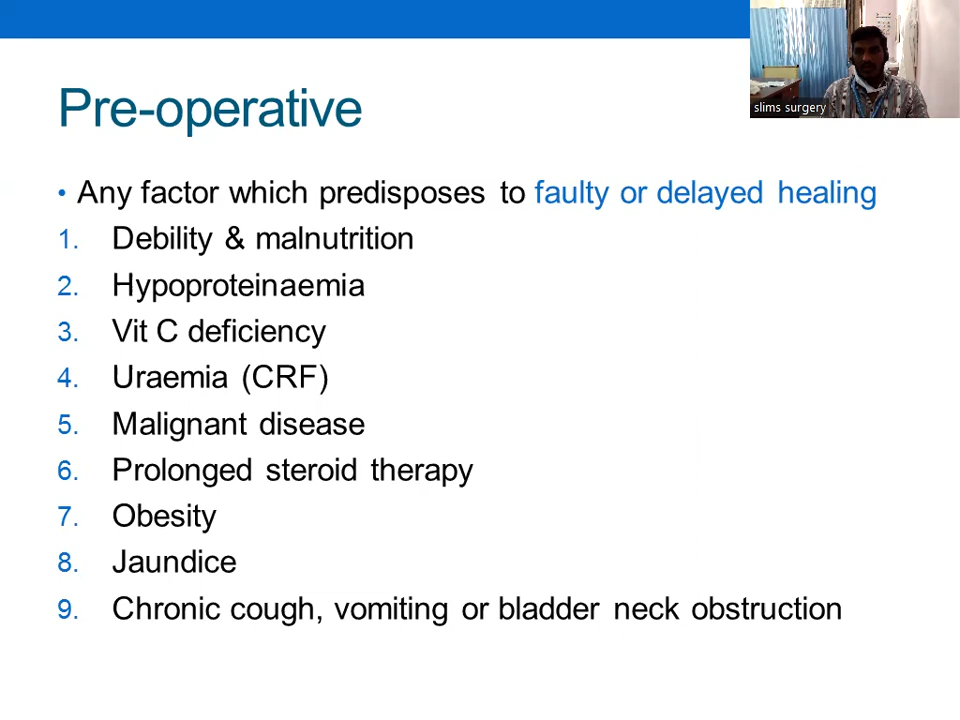 slims surgery
Pre-operative
• Any factor which predisposes to faulty or delayed healing
1. Debility & malnutrition
2. Hypoproteinaemia
3. Vit C deficiency
4. Uraemia (CRF)
5. Malignant disease
6. Prolonged steroid therapy
7. Obesity
8. Jaundice
9. Chronic cough, vomiting or bladder neck obstruction